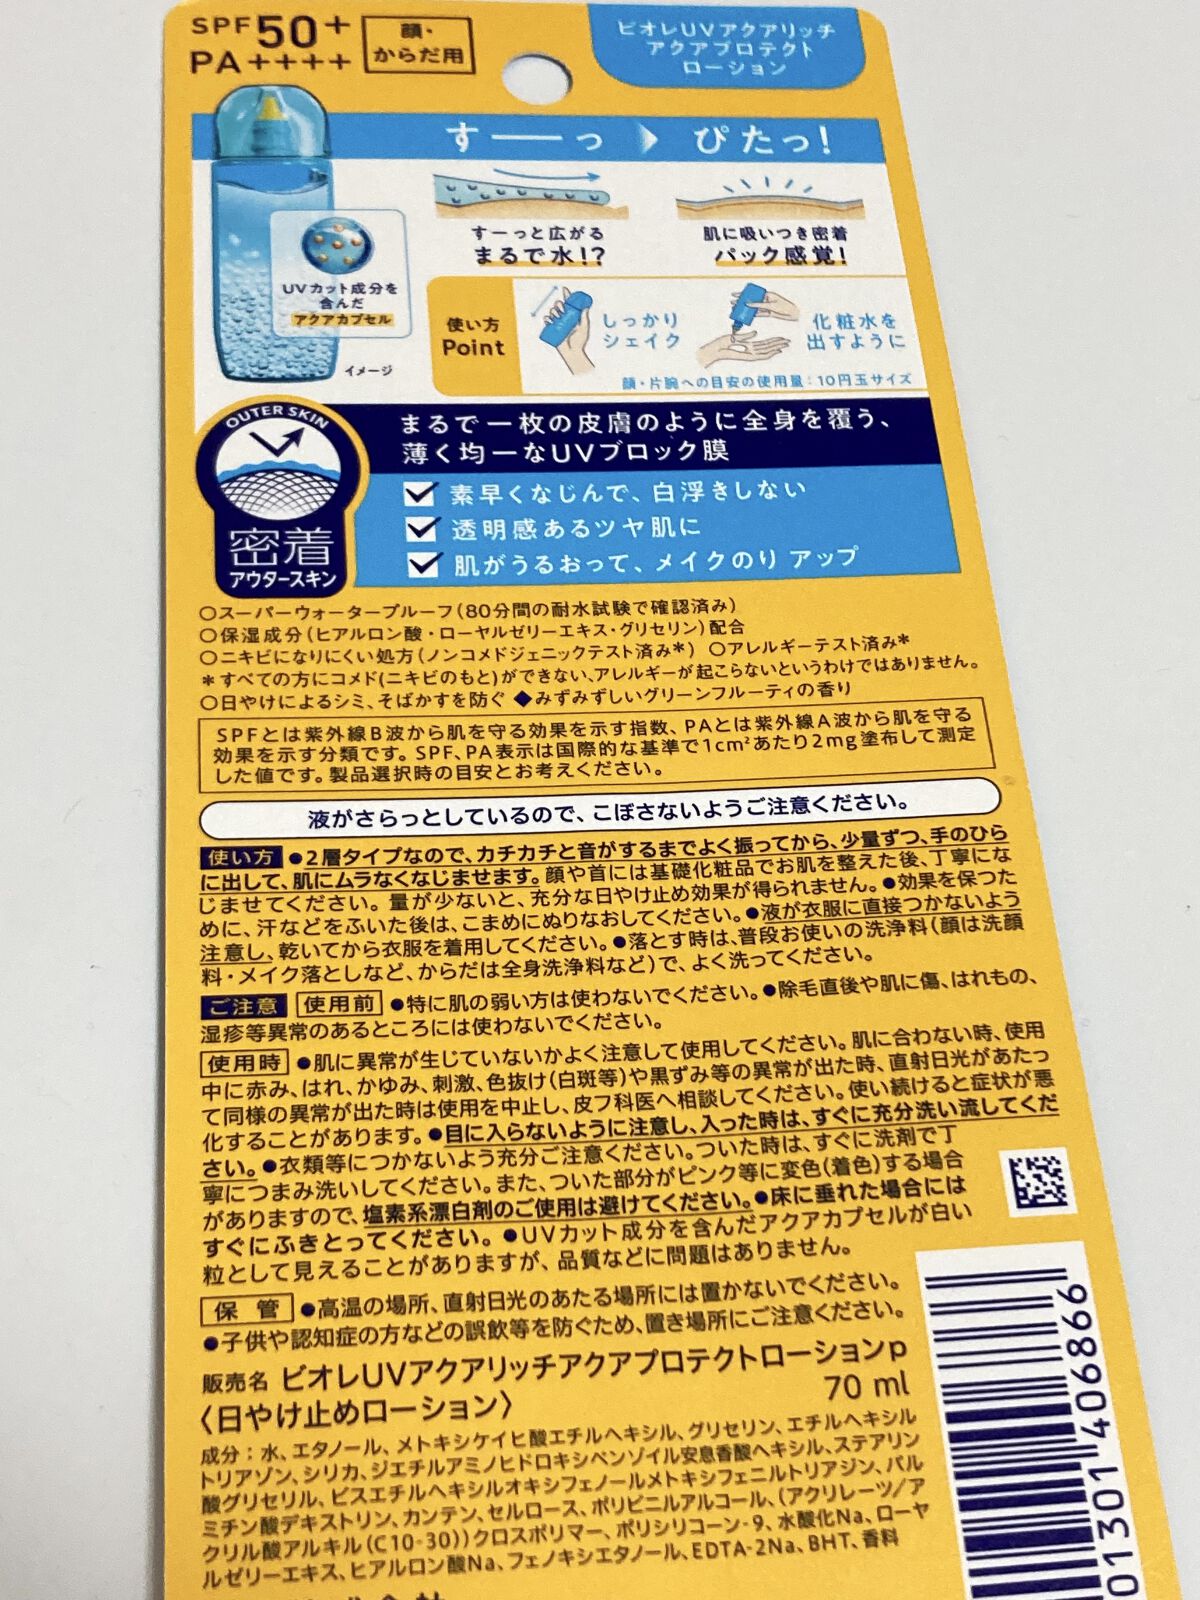 SPF50+
PA++++
顔・
からだ用
ビオレUVアクアリッチ
アクアプロテクト
ローション
すーっ ぴたっ!
すーっと広がる
まるで水!?
肌に吸いつき密着
パック感覚!
UVカット成分を
含んだ
アクアカプセル
イメージ
使い方
Point
しっかり
シェイク
化粧水を
出すように
顔・片腕への目安の使用量:10円玉サイズ
OUTER SKIN
密着
アウタースキン
まるで一枚の皮膚のように全身を覆う、
薄く均一なUVブロック膜
素早くなじんで、白浮きしない
透明感あるツヤ肌に
肌がうるおって、メイクのり アップ
○スーパーウォータープルーフ(80分間の耐水試験で確認済み)
○保湿成分(ヒアルロン酸・ローヤルゼリーエキス・グリセリン)配合
○ニキビになりにくい処方(ノンコメドジェニックテスト済み*) ○アレルギーテスト済み*
*すべての方にコメド(ニキビのもと)ができない、アレルギーが起こらないというわけではありません。
○日やけによるシミ、そばかすを防ぐ ◆みずみずしいグリーンフルーティの香り
SPFとは紫外線B波から肌を守る効果を示す指数、PAとは紫外線A波から肌を守る
効果を示す分類です。SPF、PA表示は国際的な基準で1cm²あたり2mg塗布して測定
した値です。製品選択時の目安とお考えください。
液がさらっとしているので、こぼさないようご注意ください。
使い方 ●2層タイプなので、カチカチと音がするまでよく振ってから、少量ずつ、手のひら
に出して、肌にムラなくなじませます。顔や首には基礎化粧品でお肌を整えた後、丁寧にな
じませてください。量が少ないと、充分な日やけ止め効果が得られません。●効果を保つた
めに、汗などをふいた後は、こまめにぬりなおしてください。●液が衣服に直接つかないよう
注意し、乾いてから衣服を着用してください。●落とす時は、普段お使いの洗浄料(顔は洗顔
料・メイク落としなど、からだは全身洗浄料など)で、よく洗ってください。
ご注意 使用前 ●特に肌の弱い方は使わないでください。●除毛直後や肌に傷、はれもの、
湿疹等異常のあるところには使わないでください。
使用時 ●肌に異常が生じていないかよく注意して使用してください。肌に合わない時、使用
中に赤み、はれ、かゆみ、刺激、色抜け(白斑等)や黒ずみ等の異常が出た時、直射日光があたっ
て同様の異常が出た時は使用を中止し、皮フ科医へ相談してください。使い続けると症状が悪
化することがあります。●目に入らないように注意し、入った時は、すぐに充分洗い流してくだ
さい。●衣類等につかないよう充分ご注意ください。ついた時は、すぐに洗剤で丁
寧につまみ洗いしてください。また、ついた部分がピンク等に変色(着色)する場合
がありますので、塩素系漂白剤のご使用は避けてください。●床に垂れた場合には
すぐにふきとってください。●UVカット成分を含んだアクアカプセルが白い
粒として見えることがありますが、品質などに問題はありません。
保 管 ●高温の場所、直射日光のあたる場所には置かないでください。
●子供や認知症の方などの誤飲等を防ぐため、置き場所にご注意ください。
販売名 ビオレUVアクアリッチアクアプロテクトローションp
〈日やけ止めローション〉 70 ml
成分:水、エタノール、メトキシケイヒ酸エチルヘキシル、グリセリン、エチルヘキシル
トリアゾン、シリカ、ジエチルアミノヒドロキシベンゾイル安息香酸ヘキシル、ステアリン
酸グリセリル、ビスエチルヘキシルオキシフェノールメトキシフェニルトリアジン、パル
ミチン酸デキストリン、カンテン、セルロース、ポリビニルアルコール、(アクリレーツ/ア
クリル酸アルキル(C10-30))クロスポリマー、ポリシリコーン-9、水酸化Na、ローヤ
ルゼリーエキス、ヒアルロン酸Na、フェノキシエタノール、EDTA-2Na、BHT、香料
01301 406866